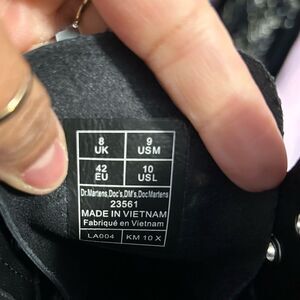 8 9
UK USM
42 10
EU USL
Dr.Martens,Doc's,DM's,DocMartens
23561
MADE IN VIETNAM
Fabriqué en Vietnam
LA004 KM 10 X